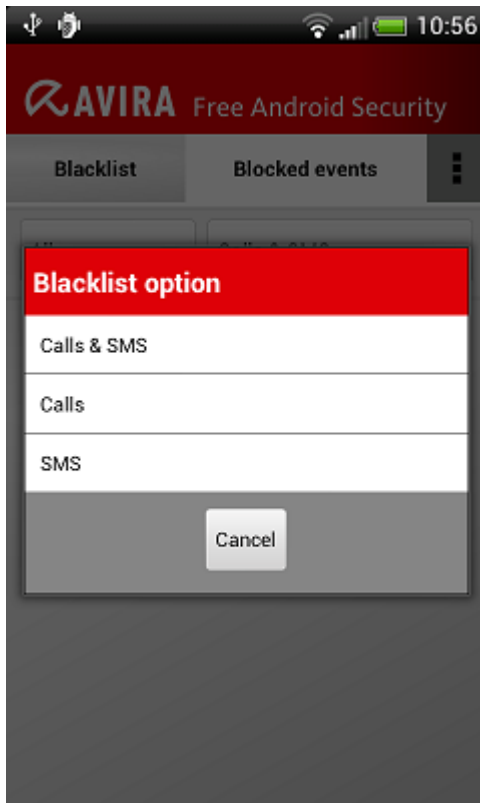 10:56
AVIRA Free Android Security
Blacklist Blocked events
Blacklist option
Calls & SMS
Calls
SMS
Cancel